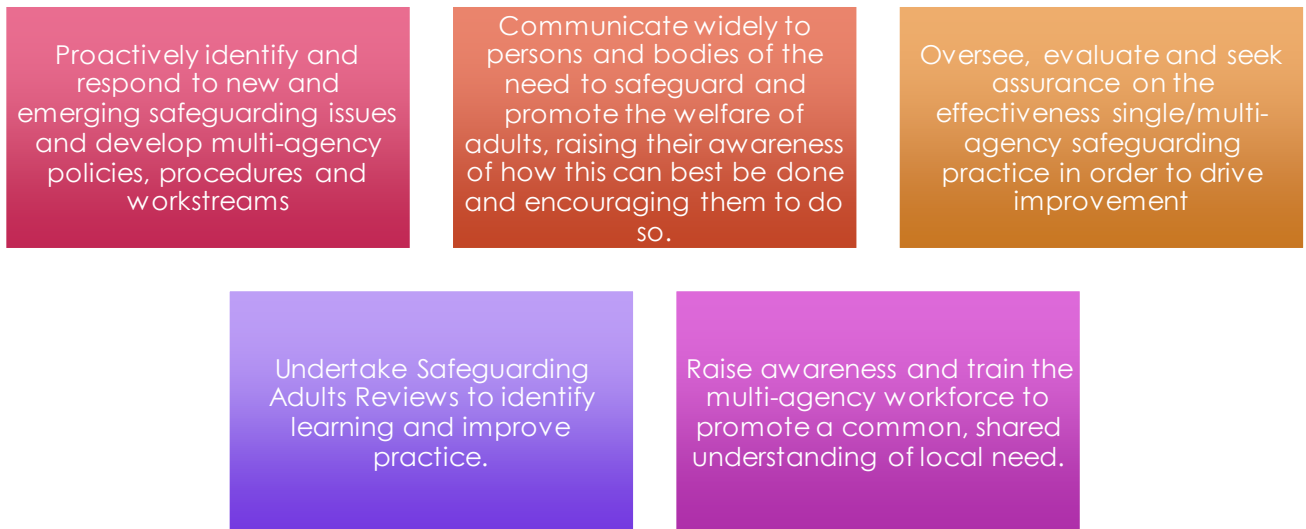 Proactively identify and
respond to new and
emerging safeguarding issues
and develop multi-agency
policies, procedures and
workstreams
Communicate widely to
persons and bodies of the
need to safeguard and
promote the welfare of
adults, raising their awareness
of how this can best be done
and encouraging them to do
so.
Oversee, evaluate and seek
assurance on the
effectiveness single/multi-
agency safeguarding
practice in order to drive
improvement
Undertake Safeguarding
Adults Reviews to identify
learning and improve
practice.
Raise awareness and train the
multi-agency workforce to
promote a common, shared
understanding of local need.